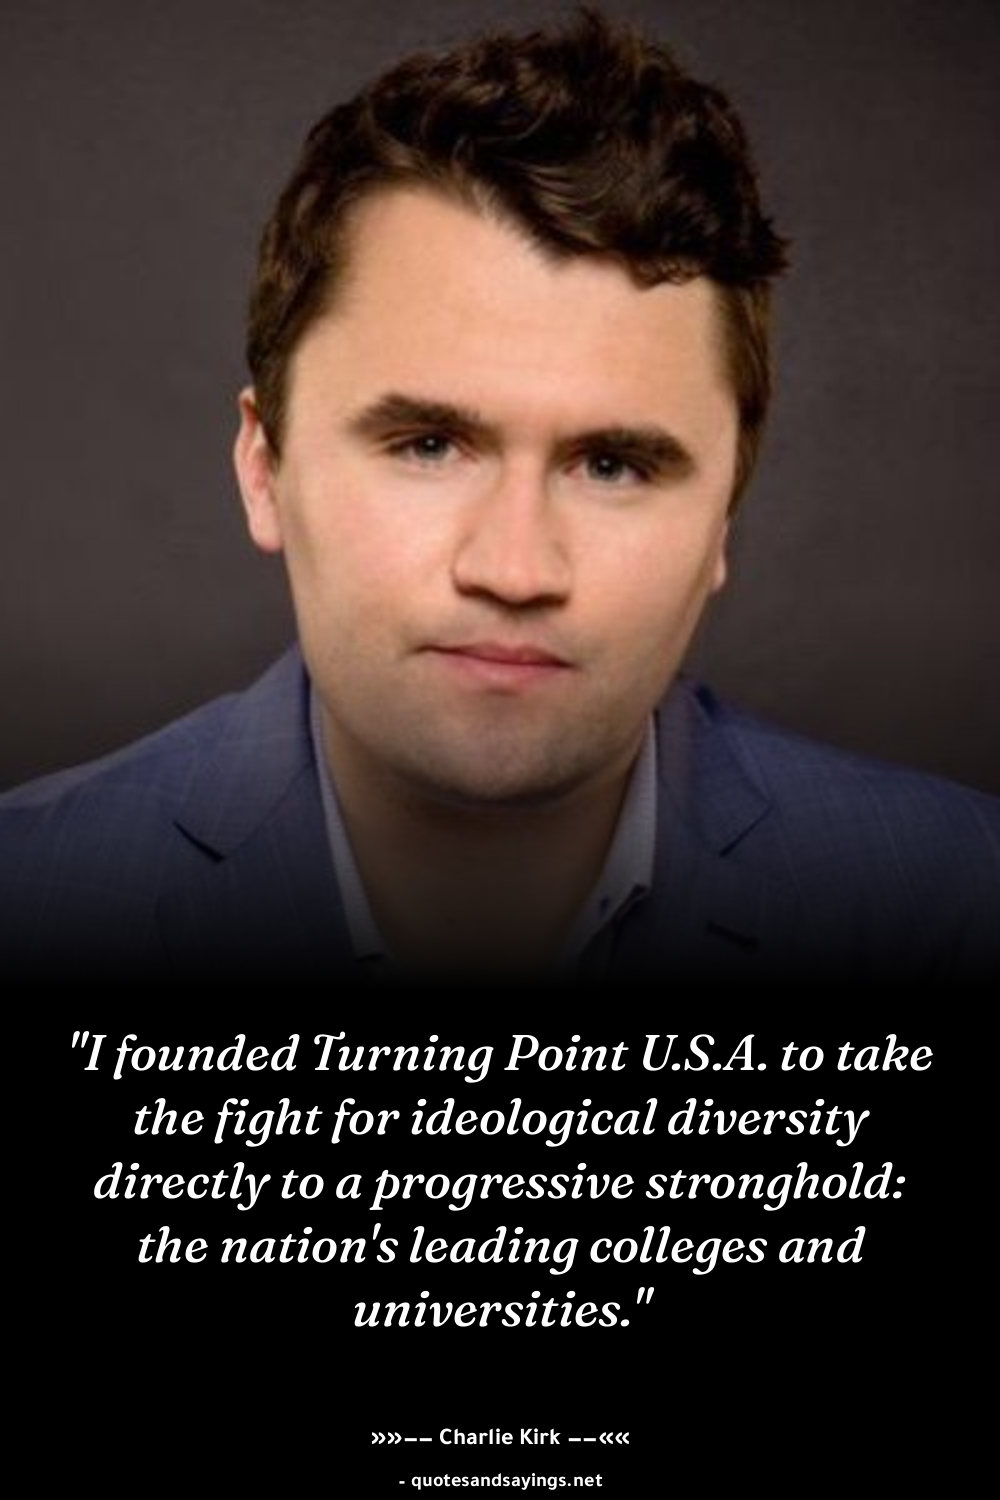 "I founded Turning Point U.S.A. to take
the fight for ideological diversity
directly to a progressive stronghold:
the nation's leading colleges and
universities."
»»−− Charlie Kirk −−««
- quotesandsayings.net